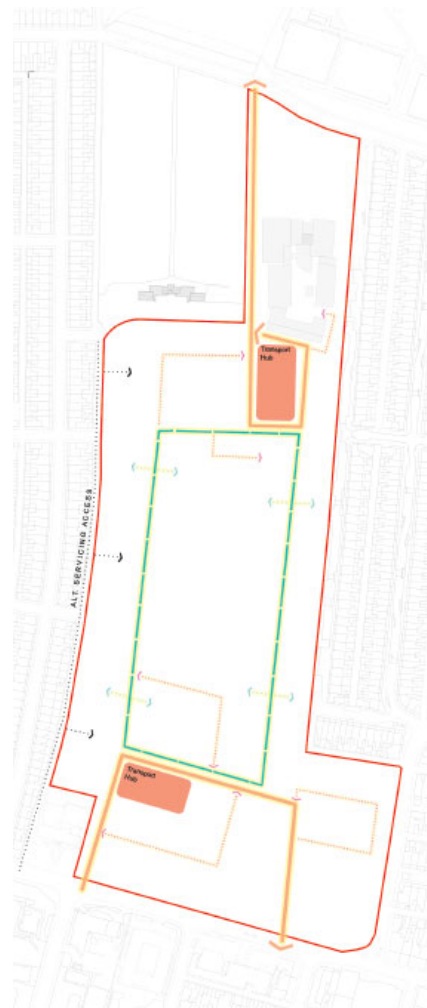 Transport
Hub
ALT. SERVICING ACCESS
Transport
Hub